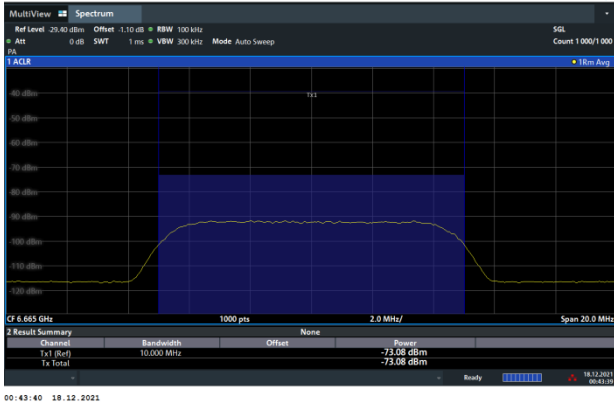 MultiView Spectrum
Ref Level -29.40 dBm Offset -1.10 dB RBW 100 kHz SGL
Att 0 dB SWT 1 ms VBW 300 kHz Mode Auto Sweep Count 1000/1000
PA
1 ACLR 1Rm Avg
Tx1
-40 dBm
-50 dBm
-60 dBm
-70 dBm
-80 dBm
-90 dBm
-100 dBm
-110 dBm
-120 dBm
CF 6.665 GHz 1000 pts 2.0 MHz/ Span 20.0 MHz
2 Result Summary None
Channel Bandwidth Offset Power
Tx1 (Ref) 10.000 MHz -73.08 dBm
Tx Total -73.08 dBm
Ready 18.12.2021
00:43:39
00:43:40 18.12.2021